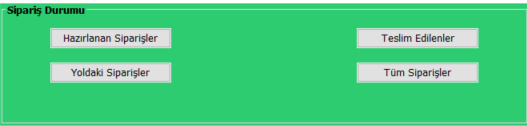 Sipariş Durumu
Hazırlanan Siparişler
Teslim Edilenler
Yoldaki Siparişler
Tüm Siparişler